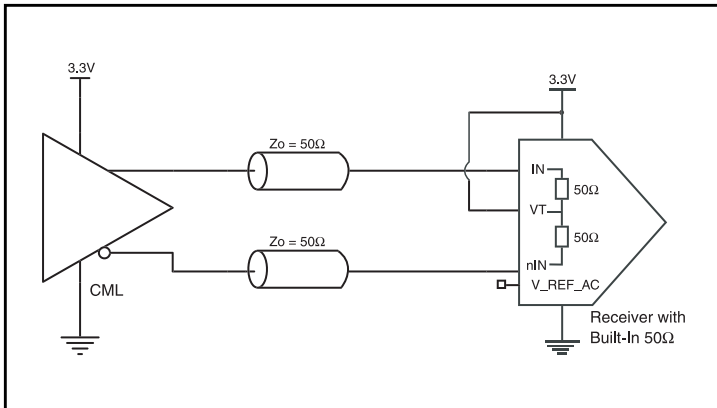 3.3V
3.3V
Zo = 50Ω
IN
50Ω
VT
50Ω
Zo = 50Ω
nIN
CML
V_REF_AC
Receiver with
Built-In 50Ω